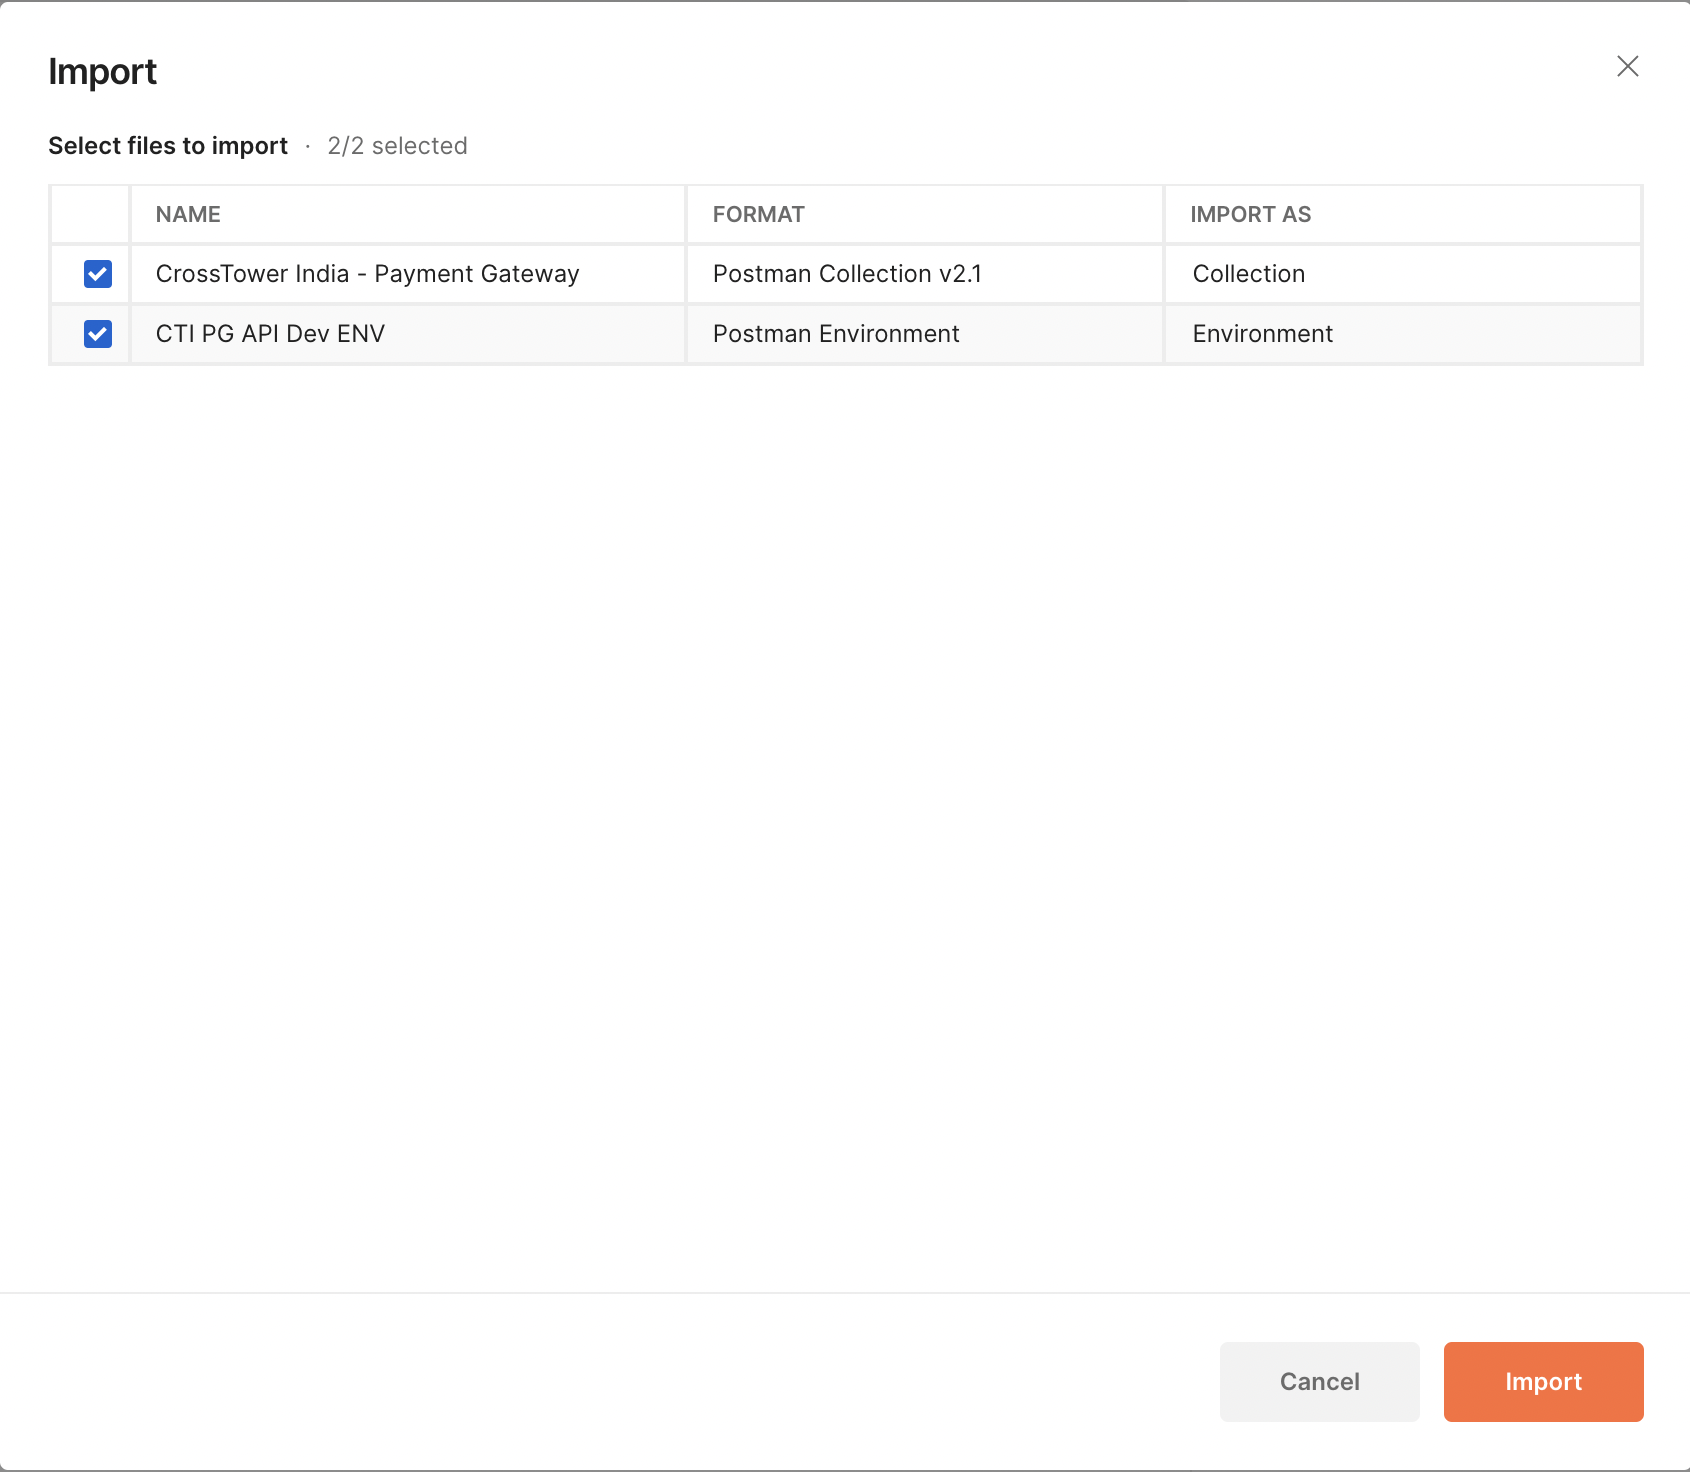 Import
Select files to import · 2/2 selected
NAME FORMAT IMPORT AS
CrossTower India - Payment Gateway Postman Collection v2.1 Collection
CTI PG API Dev ENV Postman Environment Environment
Cancel Import